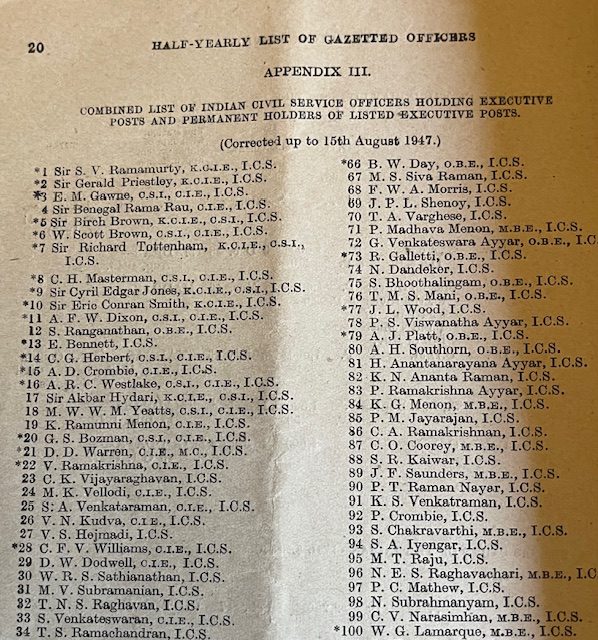 20
HALF-YEARLY LIST OF GAZETTED OFFICERS
APPENDIX III.
COMBINED LIST OF INDIAN CIVIL SERVICE OFFICERS HOLDING EXECUTIVE
POSTS AND PERMANENT HOLDERS OF LISTED EXECUTIVE POSTS.
(Corrected up to 15th August 1947.)
*1 Sir S. V. Ramamurty, K.C.I.E., I.C.S.
*2 Sir Gerald Priestley, K.C.I.E., I.C.S.
*3 E. M. Gawne, C.S.I., C.I.E., I.C.S.
4 Sir Benegal Rama Rau, C.I.E., I.C.S.
*5 Sir Birch Brown, K.C.I.E., C.S.I., I.C.S.
*6 W. Scott Brown, C.S.I., C.I.E., I.C.S.
*7 Sir Richard Tottenham, K.C.I.E., C.S.I.,
I.C.S.
*8 C. H. Masterman, C.S.I., C.I.E., I.C.S.
*9 Sir Cyril Edgar Jones, K.C.I.E., C.S.I., I.C.S.
*10 Sir Eric Conran Smith, K.C.I.E., I.C.S.
*11 A. F. W. Dixon, C.S.I., C.I.E., I.C.S.
12 S. Ranganathan, O.B.E., I.C.S.
*13 E. Bennett, I.C.S.
*14 C. G. Herbert, C.S.I., C.I.E., I.C.S.
*15 A. D. Crombie, C.I.E., I.C.S.
*16 A. R. C. Westlake, C.S.I., C.I.E., I.C.S.
17 Sir Akbar Hydari, K.C.I.E., C.S.I., I.C.S.
18 M. W. W. M. Yeatts, C.S.I., C.I.E., I.C.S.
19 K. Ramunni Menon, C.I.E., I.C.S.
*20 G. S. Bozman, C.S.I., C.I.E., I.C.S.
*21 D. D. Warren, C.I.E., M.C., I.C.S.
*22 V. Ramakrishna, C.I.E., I.C.S.
23 C. K. Vijayaraghavan, I.C.S.
24 M. K. Vellodi, C.I.E., I.C.S.
25 S. A. Venkataraman, C.I.E., I.C.S.
26 V. N. Kudva, C.I.E., I.C.S.
27 V. S. Hejmadi, I.C.S.
*28 C. F. V. Williams, C.I.E., I.C.S.
29 D. W. Dodwell, C.I.E., I.C.S.
30 W. R. S. Sathianathan, I.C.S.
31 M. V. Subramanian, I.C.S.
32 T. N. S. Raghavan, I.C.S.
33 S. Venkateswaran, C.I.E., I.C.S.
34 T. S. Ramachandran, I.C.S.
*66 B. W. Day, O.B.E., I.C.S.
67 M. S. Siva Raman, I.C.S.
68 F. W. A. Morris, I.C.S.
69 J. P. L. Shenoy, I.C.S.
70 T. A. Varghese, I.C.S.
71 P. Madhava Menon, M.B.E., I.C.S.
72 G. Venkateswara Ayyar, O.B.E., I.C
*73 R. Galletti, O.B.E., I.C.S.
74 N. Dandeker, I.C.S.
75 S. Bhoothalingam, O.B.E., I.C.S.
76 T. M. S. Mani, O.B.E., I.C.S.
*77 J. L. Wood, I.C.S.
78 P. S. Viswanatha Ayyar, I.C.S.
*79 A. J. Platt, O.B.E., I.C.S.
80 A. H. Southorn, O.B.E., I.C.S.
81 H. Anantanarayana Ayyar, I.C.S.
82 K. N. Ananta Raman, I.C.S.
83 P. Ramakrishna Ayyar, I.C.S.
84 K. G. Menon, M.B.E., I.C.S.
85 P. M. Jayarajan, I.C.S.
86 C. A. Ramakrishnan, I.C.S.
87 C. O. Coorey, M.B.E., I.C.S.
88 S. R. Kaiwar, I.C.S.
89 J. F. Saunders, M.B.E., I.C.S.
90 P. T. Raman Nayar, I.C.S.
91 K. S. Venkatraman, I.C.S.
92 P. Crombie, I.C.S.
93 S. Chakravarthi, M.B.E., I.C.S.
94 S. A. Iyengar, I.C.S.
95 M. T. Raju, I.C.S.
96 N. E. S. Raghavachari, M.B.E., I.C
97 P. C. Mathew, I.C.S.
98 N. Subrahmanyam, I.C.S.
99 C. V. Narasimhan, M.B.E., I.C.S.
*100 W. G. Lamarque, M.B.E., I.C.S.